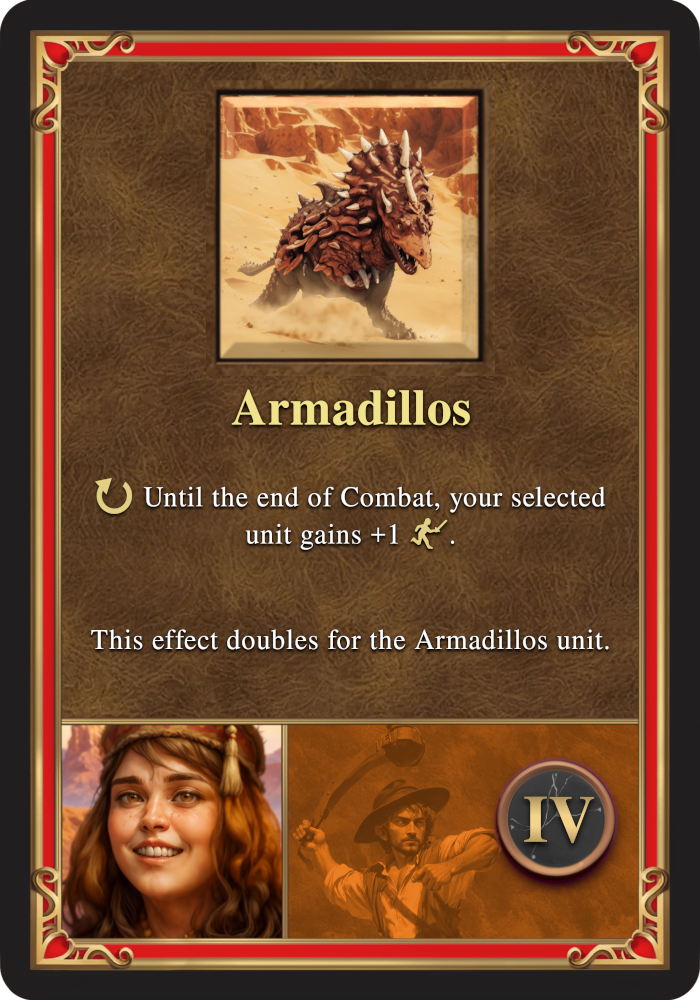 Armadillos
Until the end of Combat, your selected
unit gains +1 .
This effect doubles for the Armadillos unit.
IV